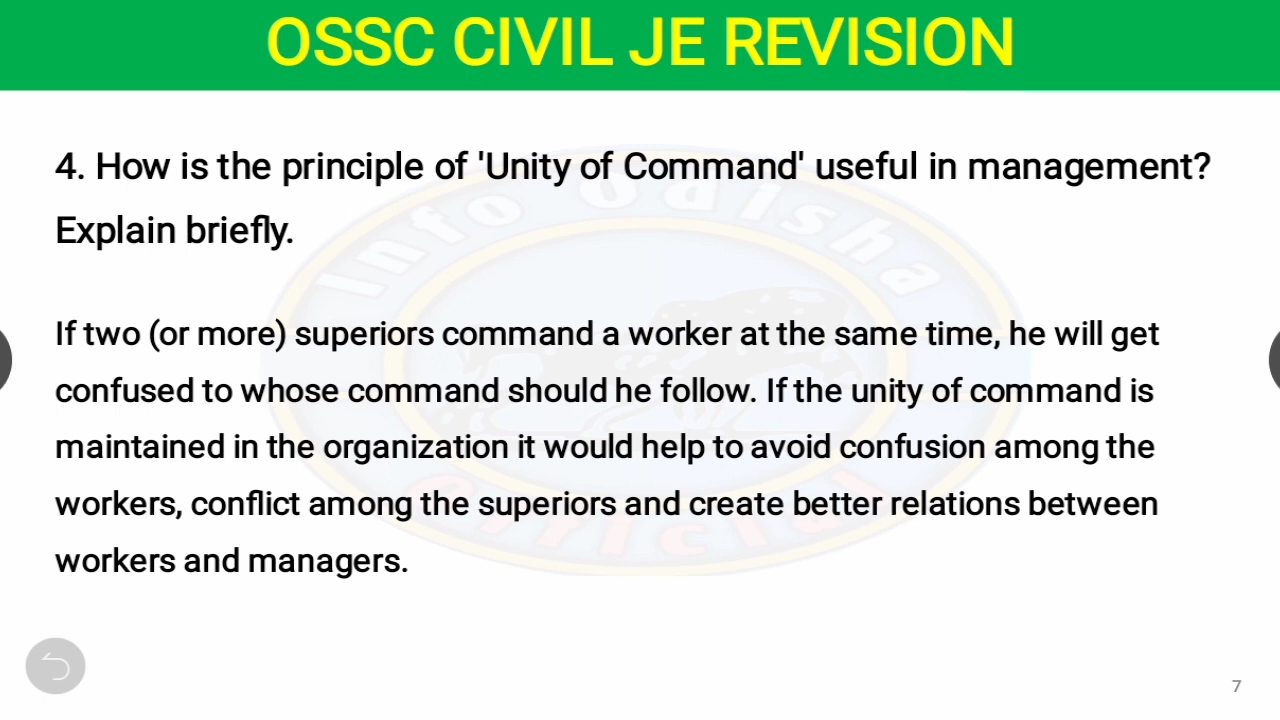 OSSC CIVIL JE REVISION
4. How is the principle of 'Unity of Command' useful in management?
Explain briefly.
If two (or more) superiors command a worker at the same time, he will get
confused to whose command should he follow. If the unity of command is
maintained in the organization it would help to avoid confusion among the
workers, conflict among the superiors and create better relations between
workers and managers.
Info Odisha
Official
7